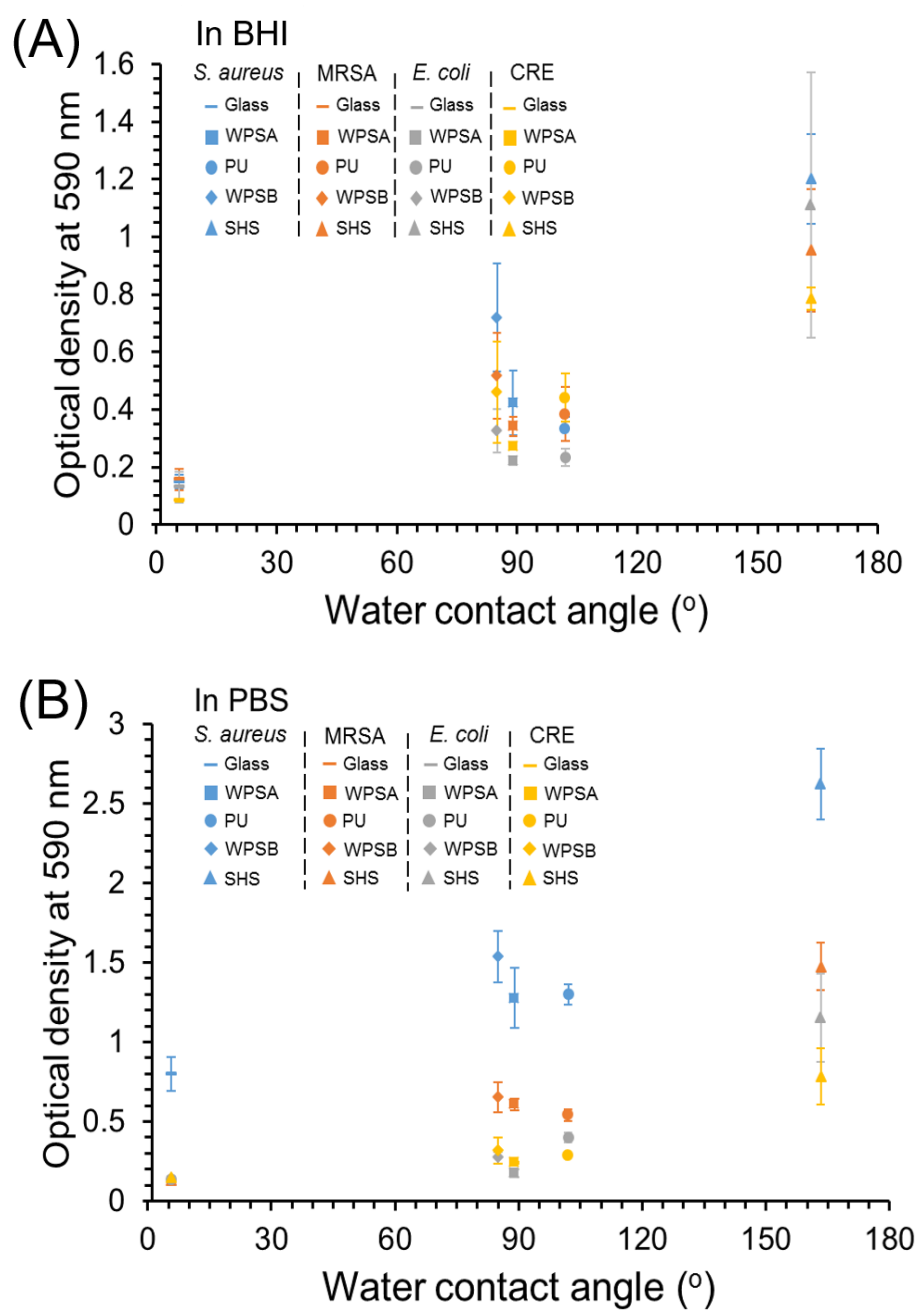 (A)
In BHI
S. aureus MRSA E. coli CRE
Glass Glass Glass Glass
WPSA WPSA WPSA WPSA
PU PU PU PU
WPSB WPSB WPSB WPSB
SHS SHS SHS SHS
Optical density at 590 nm
1.6
1.4
1.2
1
0.8
0.6
0.4
0.2
0
0 30 60 90 120 150 180
Water contact angle (o)
(B)
In PBS
S. aureus MRSA E. coli CRE
Glass Glass Glass Glass
WPSA WPSA WPSA WPSA
PU PU PU PU
WPSB WPSB WPSB WPSB
SHS SHS SHS SHS
Optical density at 590 nm
3
2.5
2
1.5
1
0.5
0
0 30 60 90 120 150 180
Water contact angle (o)